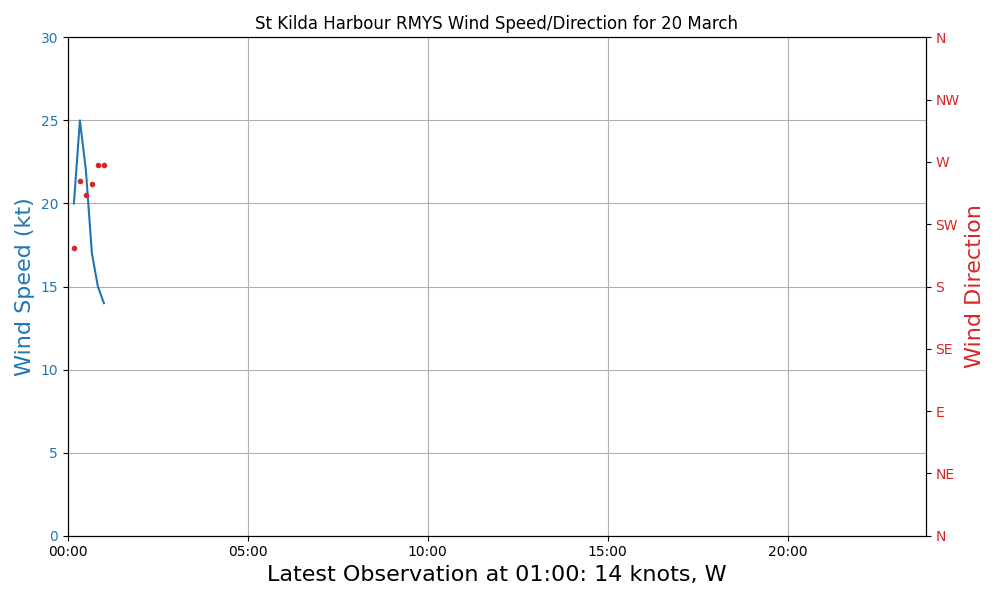 St Kilda Harbour RMYS Wind Speed/Direction for 20 March
30
25
20
15
10
5
0
Wind Speed (kt)
N
NW
W
SW
S
SE
E
NE
N
Wind Direction
00:00
05:00
10:00
15:00
20:00
Latest Observation at 01:00: 14 knots, W